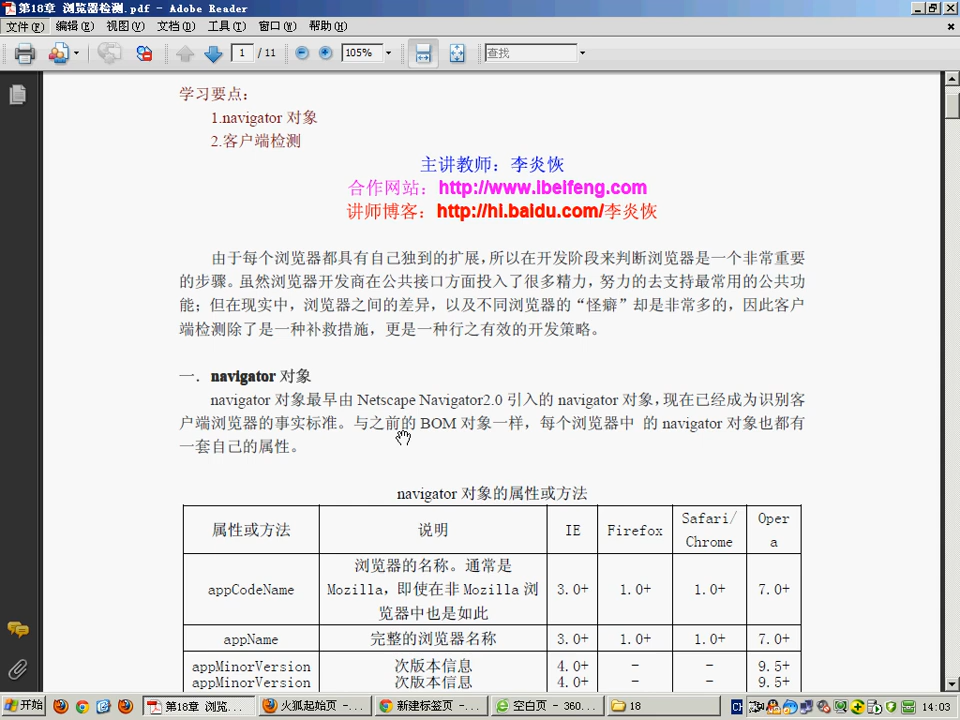 第18章 浏览器检测.pdf - Adobe Reader
文件(F) 编辑(E) 视图(V) 文档(D) 工具(T) 窗口(W) 帮助(H)
1 / 11 105% 查找
学习要点：
1.navigator 对象
2.客户端检测
主讲教师：李炎恢
合作网站：http://www.ibeifeng.com
讲师博客：http://hi.baidu.com/李炎恢
由于每个浏览器都具有自己独到的扩展，所以在开发阶段来判断浏览器是一个非常重要
的步骤。虽然浏览器开发商在公共接口方面投入了很多精力，努力的去支持最常用的公共功
能；但在现实中，浏览器之间的差异，以及不同浏览器的“怪癖”却是非常多的，因此客户
端检测除了是一种补救措施，更是一种行之有效的开发策略。
一．navigator 对象
navigator 对象最早由 Netscape Navigator2.0 引入的 navigator 对象，现在已经成为识别客
户端浏览器的事实标准。与之前的 BOM 对象一样，每个浏览器中 的 navigator 对象也都有
一套自己的属性。
navigator 对象的属性或方法
属性或方法 说明 IE Firefox Safari/ Chrome Oper a
appCodeName 浏览器的名称。通常是 Mozilla，即使在非 Mozilla 浏 览器中也是如此 3.0+ 1.0+ 1.0+ 7.0+
appName 完整的浏览器名称 3.0+ 1.0+ 1.0+ 7.0+
appMinorVersion 次版本信息 4.0+ － － 9.5+
appMinorVersion 次版本信息 4.0+ － － 9.5+
开始 第18章 浏览... 火狐起始页 -... 新建标签页 -... 空白页 - 360... 18 CH 14:03